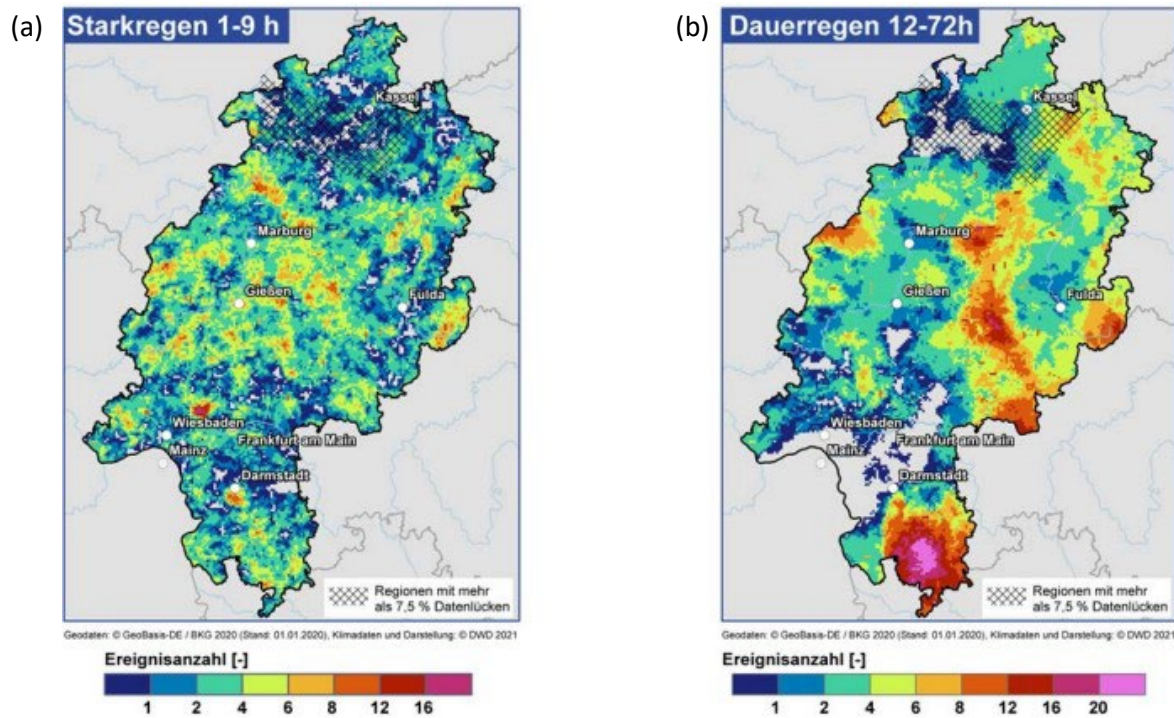 (a)
Starkregen 1-9 h
Kassel
Marburg
Gießen
Fulda
Wiesbaden
Frankfurt am Main
Mainz
Darmstadt
Regionen mit mehr
als 7,5 % Datenlücken
Geodaten: © GeoBasis-DE / BKG 2020 (Stand: 01.01.2020), Klimadaten und Darstellung: © DWD 2021
Ereignisanzahl [-]
1 2 4 6 8 12 16
(b)
Dauerregen 12-72h
Kassel
Marburg
Gießen
Fulda
Wiesbaden
Frankfurt am Main
Mainz
Darmstadt
Regionen mit mehr
als 7,5 % Datenlücken
Geodaten: © GeoBasis-DE / BKG 2020 (Stand: 01.01.2020), Klimadaten und Darstellung: © DWD 2021
Ereignisanzahl [-]
1 2 4 6 8 12 16 20